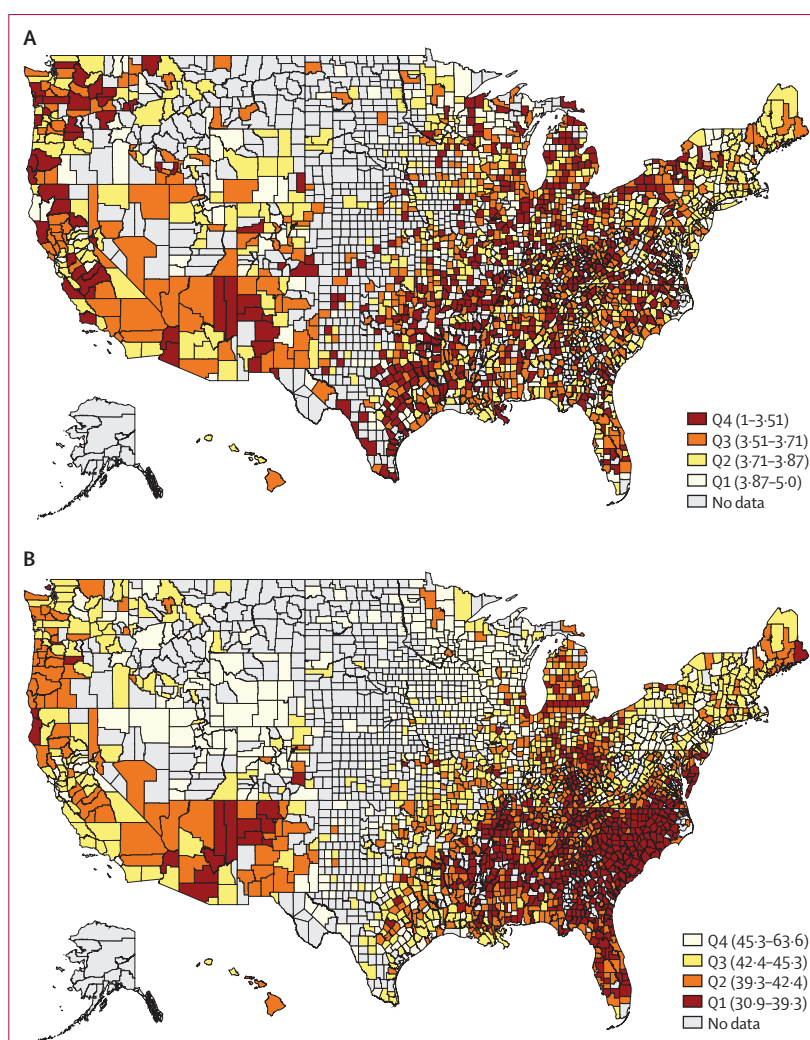 A
Q4 (1–3·51)
Q3 (3·51–3·71)
Q2 (3·71–3·87)
Q1 (3·87–5·0)
No data
B
Q4 (45·3–63·6)
Q3 (42·4–45·3)
Q2 (39·3–42·4)
Q1 (30·9–39·3)
No data